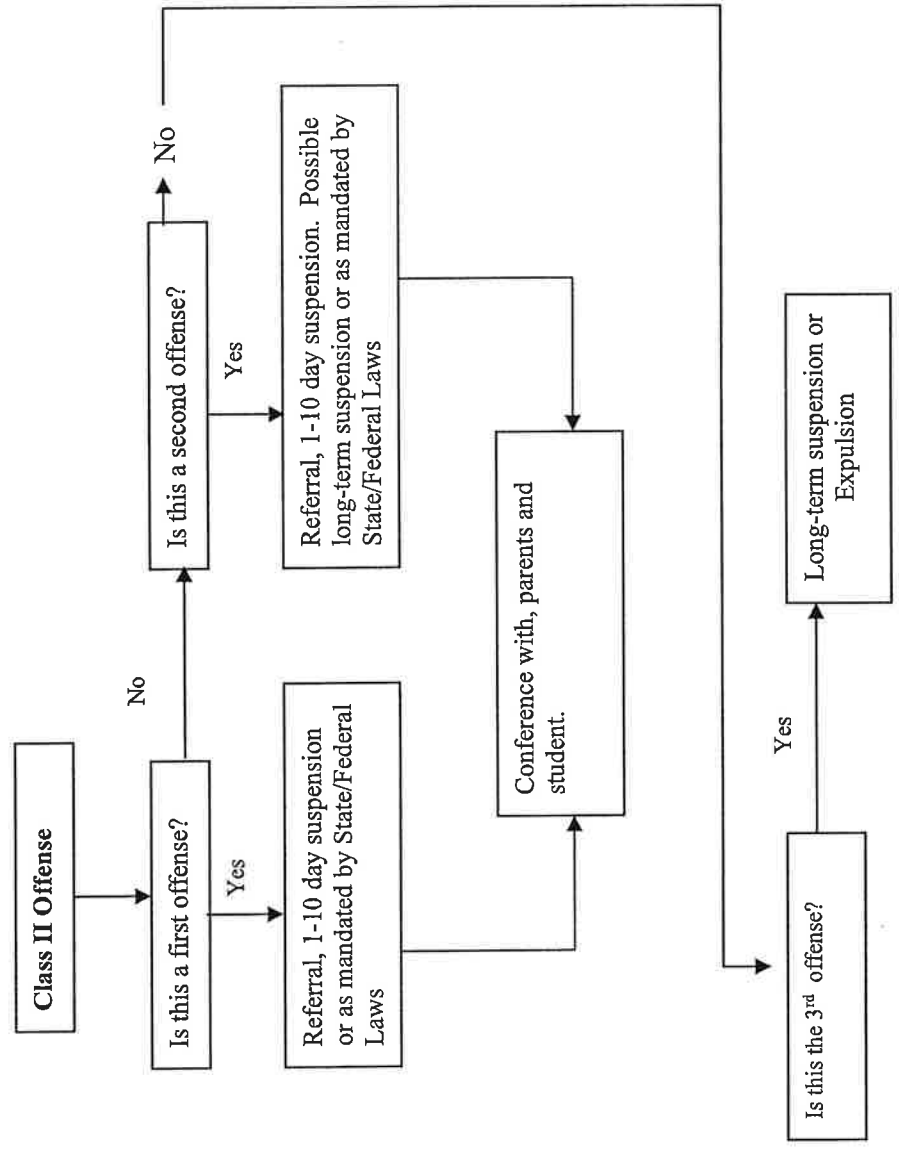 Class II Offense
Is this a first offense?
No
Is this a second offense?
No
Yes
Yes
Referral, 1-10 day suspension
or as mandated by State/Federal
Laws
Referral, 1-10 day suspension. Possible
long-term suspension or as mandated by
State/Federal Laws
Conference with, parents and
student.
Is this the 3rd offense?
Yes
Long-term suspension or
Expulsion